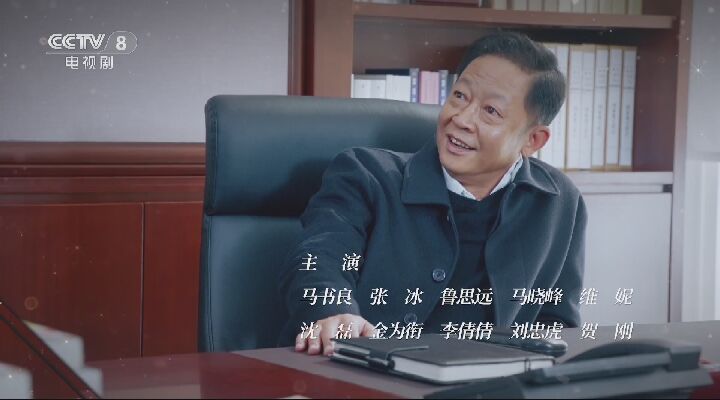 CCTV 8
电视剧
主 演
马书良 张 冰 鲁思远 马晓峰 维 妮
沈 磊 金为衔 李倩倩 刘忠虎 贺 刚